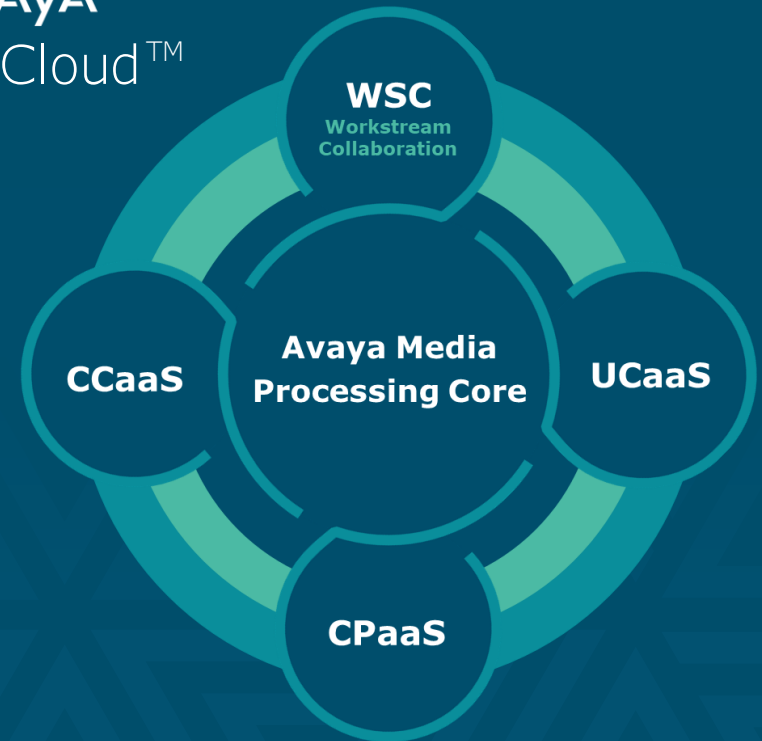 Cloud™
WSC
Workstream
Collaboration
CCaaS
Avaya Media
Processing Core
UCaaS
CPaaS